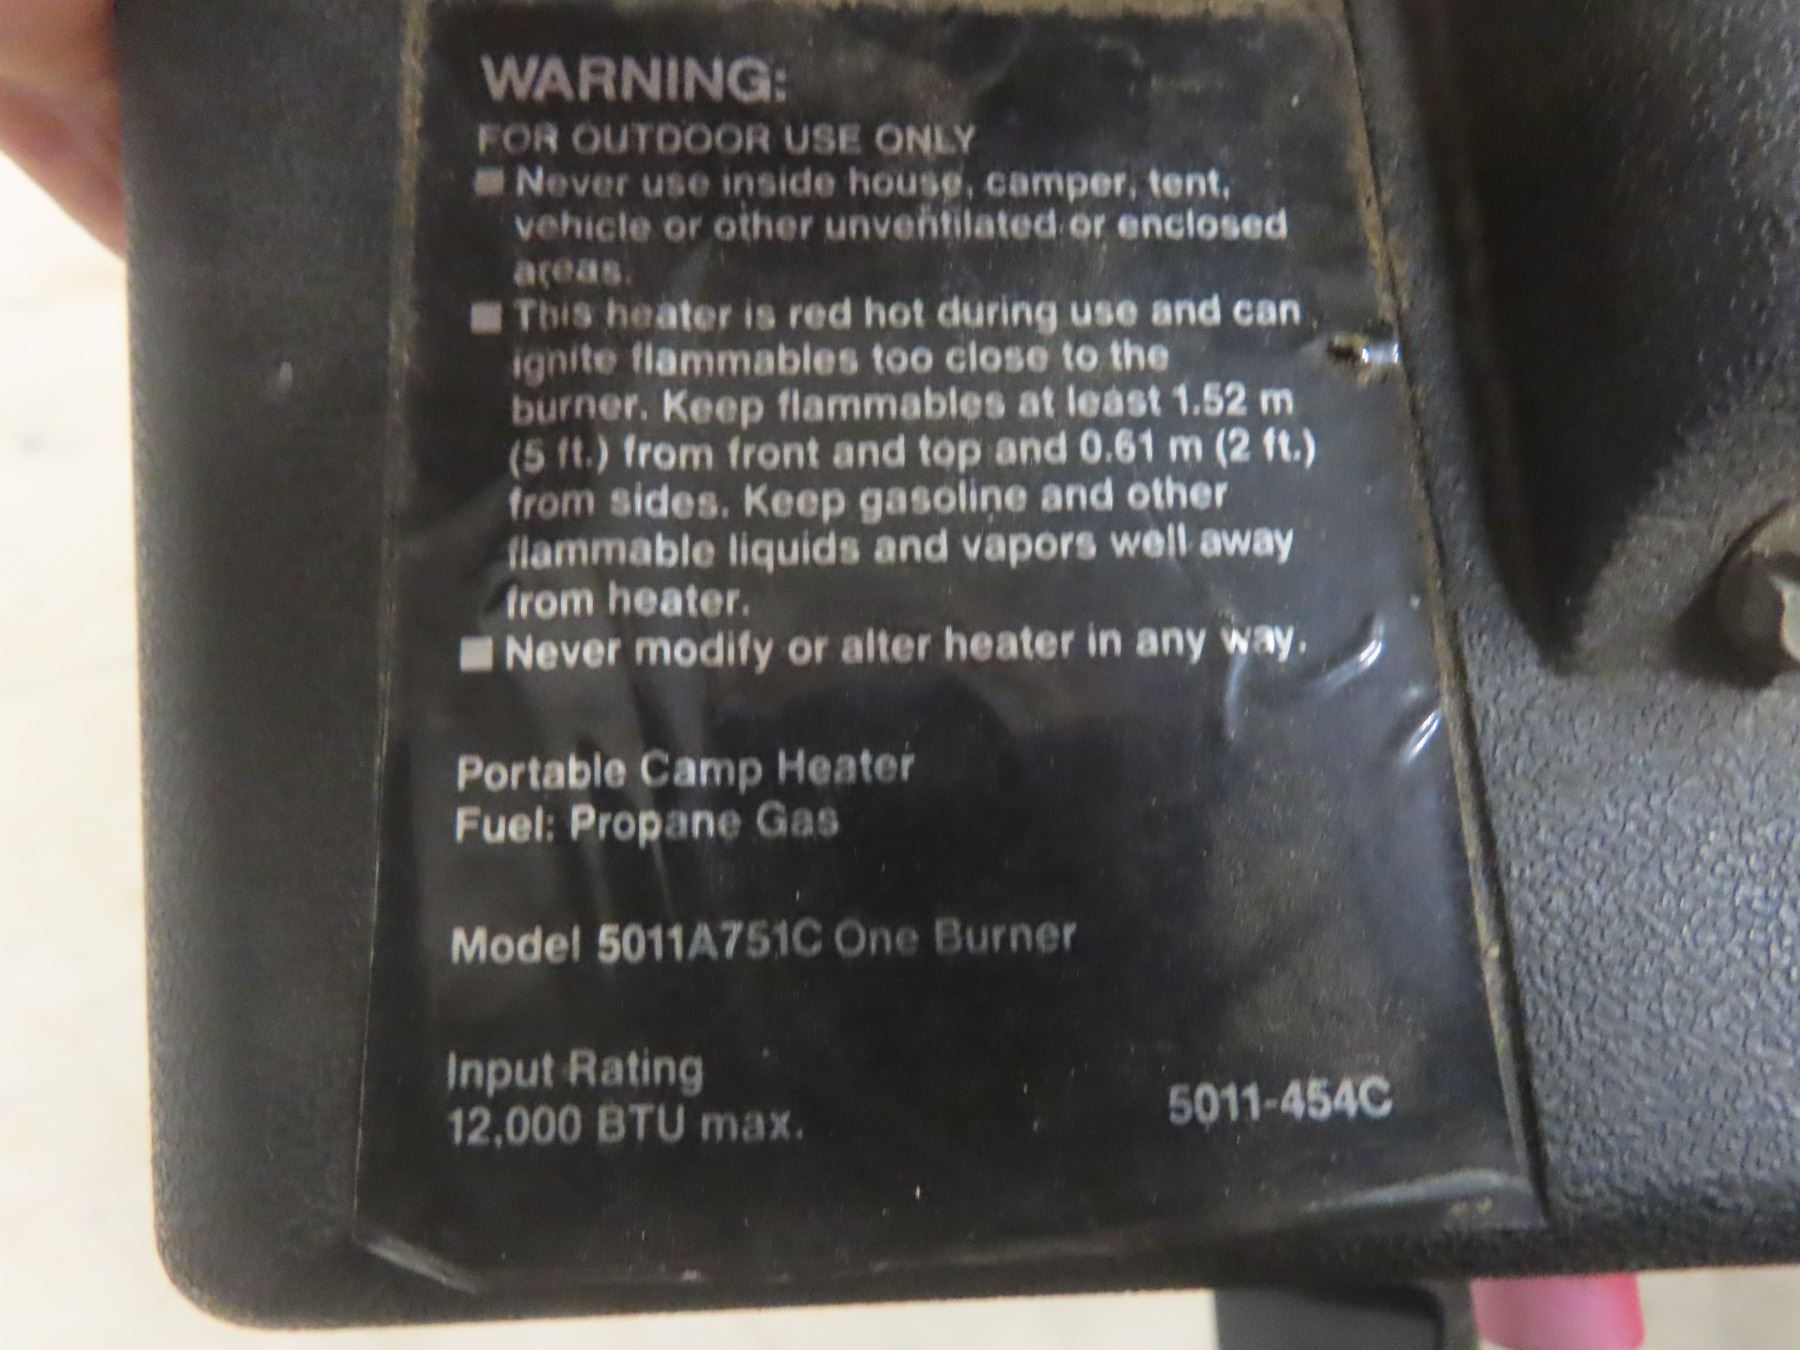 WARNING:
FOR OUTDOOR USE ONLY
■ Never use inside house, camper, tent,
vehicle or other unventilated or enclosed
areas.
■ This heater is red hot during use and can
ignite flammables too close to the
burner. Keep flammables at least 1.52 m
(5 ft.) from front and top and 0.61 m (2 ft.)
from sides. Keep gasoline and other
flammable liquids and vapors well away
from heater.
■ Never modify or alter heater in any way.
Portable Camp Heater
Fuel: Propane Gas
Model 5011A751C One Burner
Input Rating
12,000 BTU max.
5011-454C